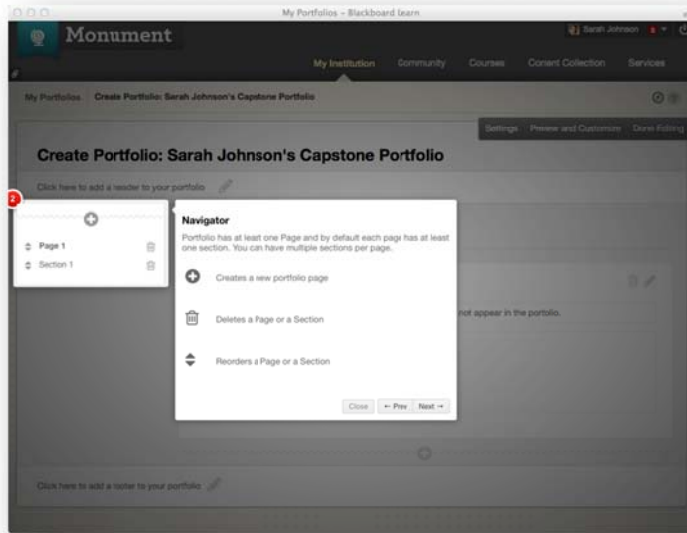 My Portfolios – Blackboard Learn
Monument
Sarah Johnson
My Institution Community Courses Content Collection Services
My Portfolios Create Portfolio: Sarah Johnson's Capstone Portfolio
Settings Preview and Customize Done Editing
Create Portfolio: Sarah Johnson's Capstone Portfolio
Click here to add a header to your portfolio
2
Page 1
Section 1
Navigator
Portfolio has at least one Page and by default each page has at least
one section. You can have multiple sections per page.
Creates a new portfolio page
Deletes a Page or a Section
not appear in the portfolio.
Reorders a Page or a Section
Close ← Prev Next →
Click here to add a footer to your portfolio